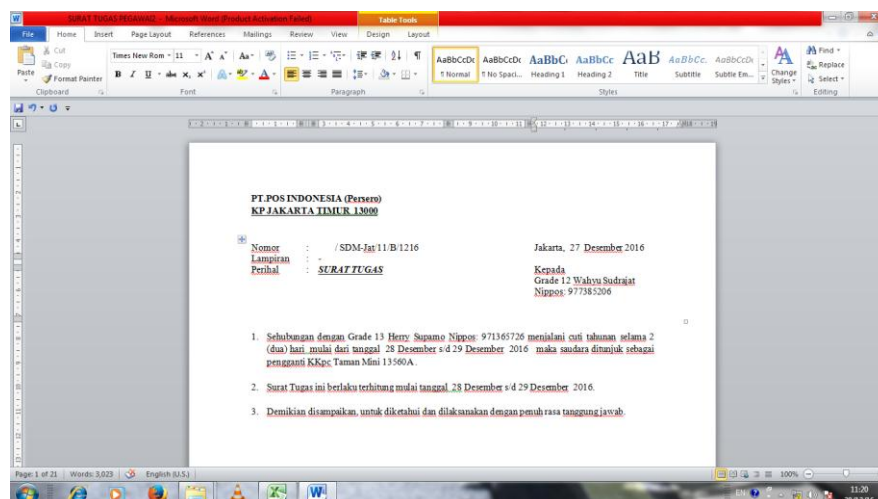 SURAT TUGAS PEGAWAI2 - Microsoft Word (Product Activation Failed)
Table Tools
File Home Insert Page Layout References Mailings Review View Design Layout
Cut
Copy
Format Painter
Paste
Clipboard
Times New Rom 11
Font
Paragraph
AaBbCcDc AaBbCcDc AaBbC AaBbCc AaB AaBbCc. AaBbCcDc
¶ Normal ¶ No Spaci... Heading 1 Heading 2 Title Subtitle Subtle Em...
Change Styles
Styles
Find
Replace
Select
Editing
PT.POS INDONESIA (Persero)
KP JAKARTA TIMUR 13000
Nomor : / SDM-Jat/11/B/1216 Jakarta, 27 Desember 2016
Lampiran : -
Perihal : SURAT TUGAS Kepada
Grade 12 Wahyu Sudrajat
Nippos: 977385206
1. Sehubungan dengan Grade 13 Herry Suparno Nippos: 971365726 menjalani cuti tahunan selama 2
(dua) hari mulai dari tanggal 28 Desember s/d 29 Desember 2016 maka saudara ditunjuk sebagai
pengganti KKpc Taman Mini 13560A .
2. Surat Tugas ini berlaku terhitung mulai tanggal 28 Desember s/d 29 Desember 2016.
3. Demikian disampaikan, untuk diketahui dan dilaksanakan dengan penuh rasa tanggung jawab.
Page: 1 of 21 Words: 3,023 English (U.S.) 100%
EN 11:20